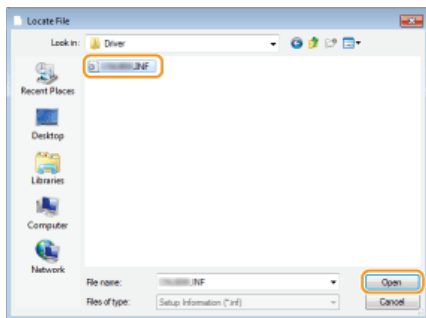 Locate File
Look in:
Driver
.INF
Recent Places
Desktop
Libraries
Computer
Network
File name:
.INF
Open
Files of type:
Setup Information (*.inf)
Cancel